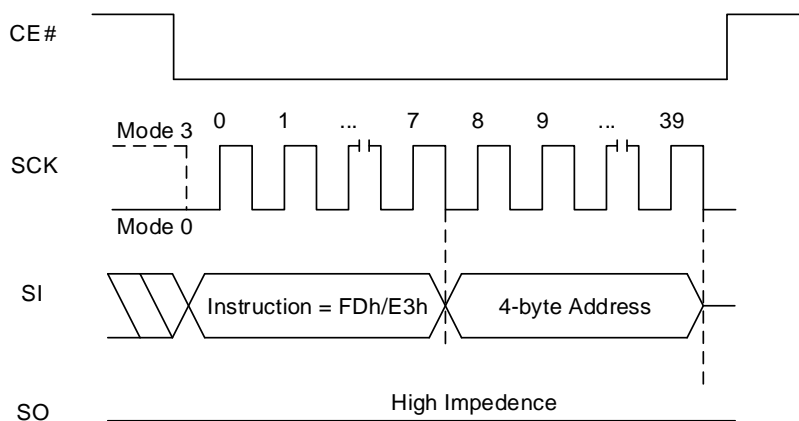 CE#
Mode 3
0 1 ... 7 8 9 ... 39
SCK
Mode 0
SI
Instruction = FDh/E3h
4-byte Address
High Impedence
SO